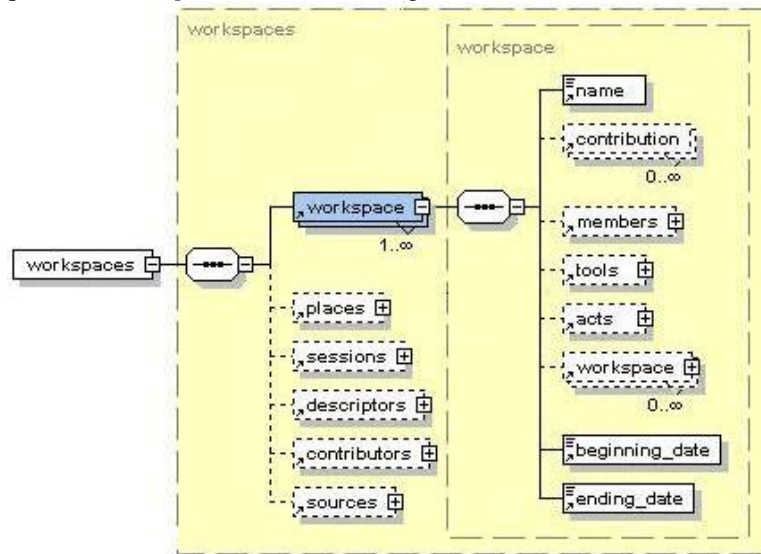 workspaces
workspace
name
contribution
0..∞
workspace
1..∞
members
workspaces
tools
places
acts
sessions
workspace
0..∞
descriptors
contributors
beginning_date
sources
ending_date